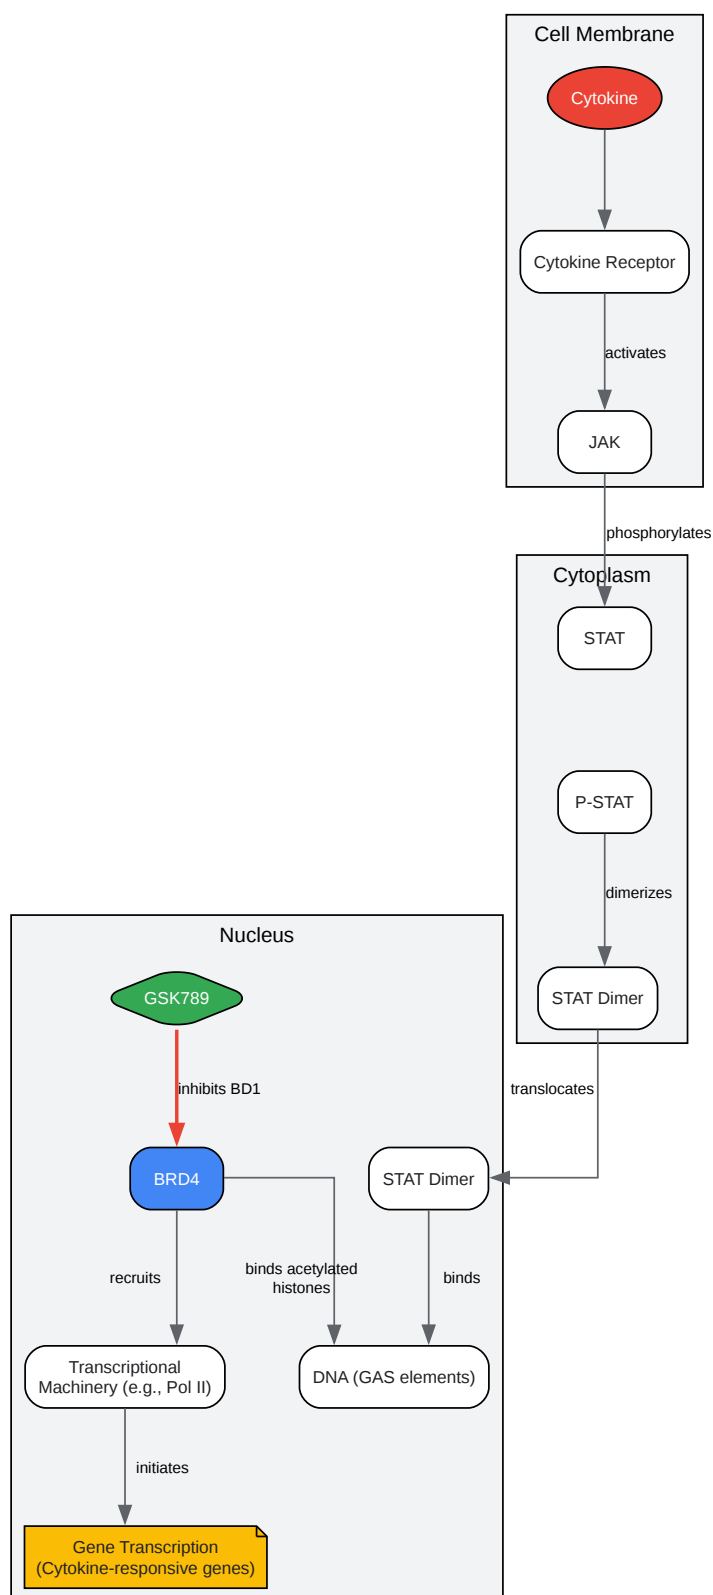 Cell Membrane
Cytokine
Cytokine Receptor
activates
JAK
phosphorylates
Cytoplasm
STAT
P-STAT
dimerizes
STAT Dimer
translocates
Nucleus
GSK789
inhibits BD1
BRD4
STAT Dimer
recruits
binds acetylated
histones
binds
Transcriptional
Machinery (e.g., Pol II)
DNA (GAS elements)
initiates
Gene Transcription
(Cytokine-responsive genes)